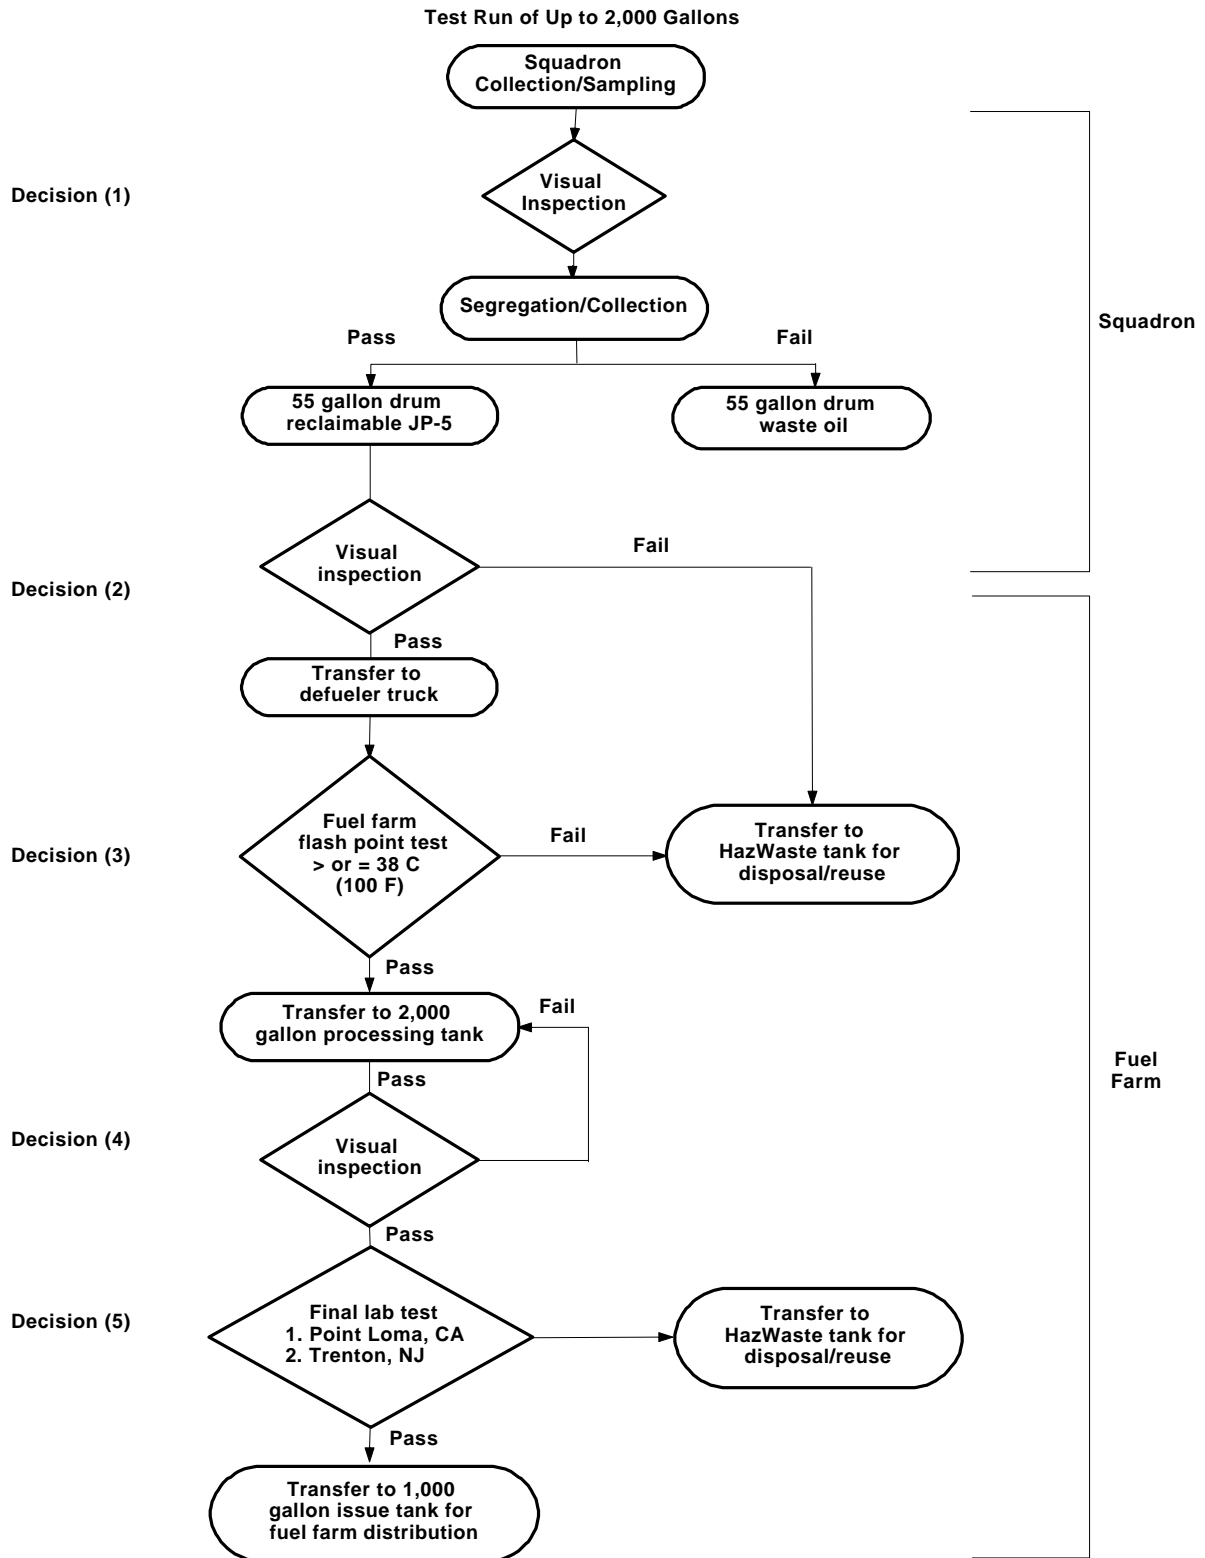 Test Run of Up to 2,000 Gallons
Squadron
Collection/Sampling
Decision (1)
Visual
Inspection
Segregation/Collection
Squadron
Pass
Fail
55 gallon drum
reclaimable JP-5
55 gallon drum
waste oil
Decision (2)
Visual
inspection
Fail
Pass
Transfer to
defueler truck
Decision (3)
Fuel farm
flash point test
> or = 38 C
(100 F)
Fail
Transfer to
HazWaste tank for
disposal/reuse
Pass
Transfer to 2,000
gallon processing tank
Fail
Fuel
Farm
Pass
Decision (4)
Visual
inspection
Pass
Decision (5)
Final lab test
1. Point Loma, CA
2. Trenton, NJ
Transfer to
HazWaste tank for
disposal/reuse
Pass
Transfer to 1,000
gallon issue tank for
fuel farm distribution